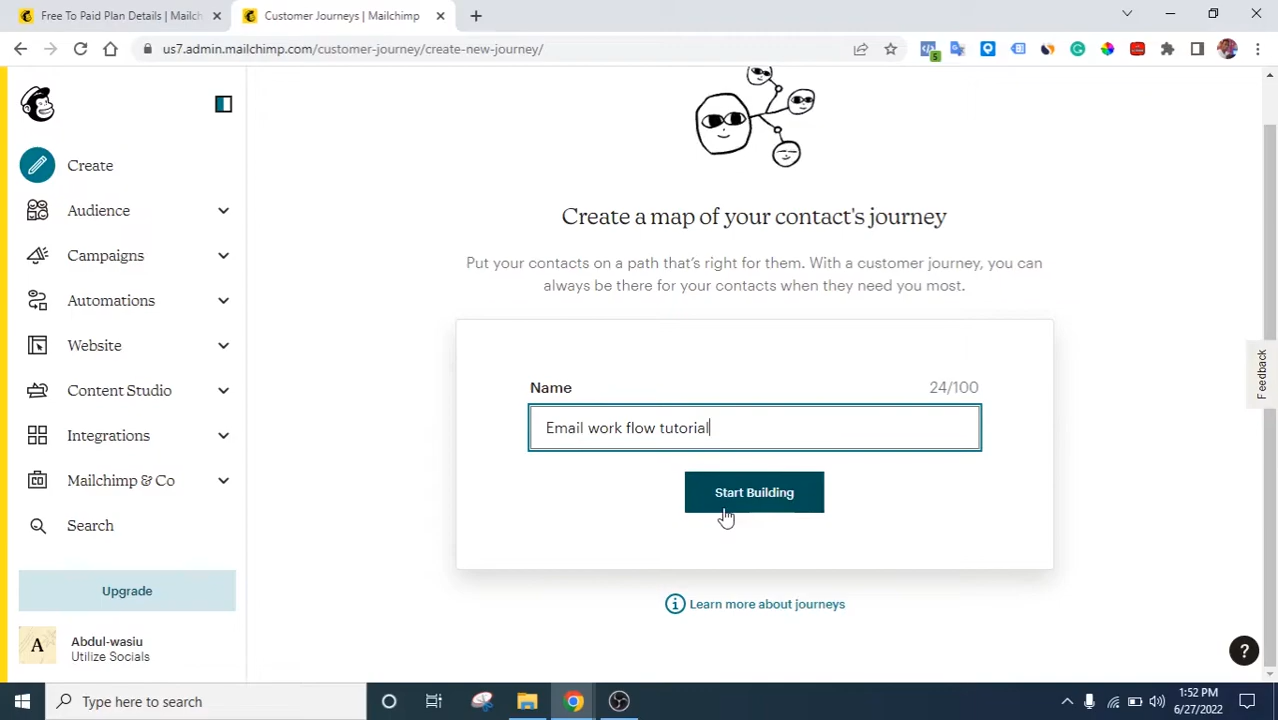 Free To Paid Plan Details | Mailch
Customer Journeys | Mailchimp
us7.admin.mailchimp.com/customer-journey/create-new-journey/
5
Create
Audience
Campaigns
Automations
Website
Content Studio
Integrations
Mailchimp & Co
Search
Upgrade
A
Abdul-wasiu
Utilize Socials
Create a map of your contact's journey
Put your contacts on a path that's right for them. With a customer journey, you can
always be there for your contacts when they need you most.
Name
24/100
Email work flow tutorial
Start Building
Learn more about journeys
Feedback
?
Type here to search
1:52 PM
6/27/2022